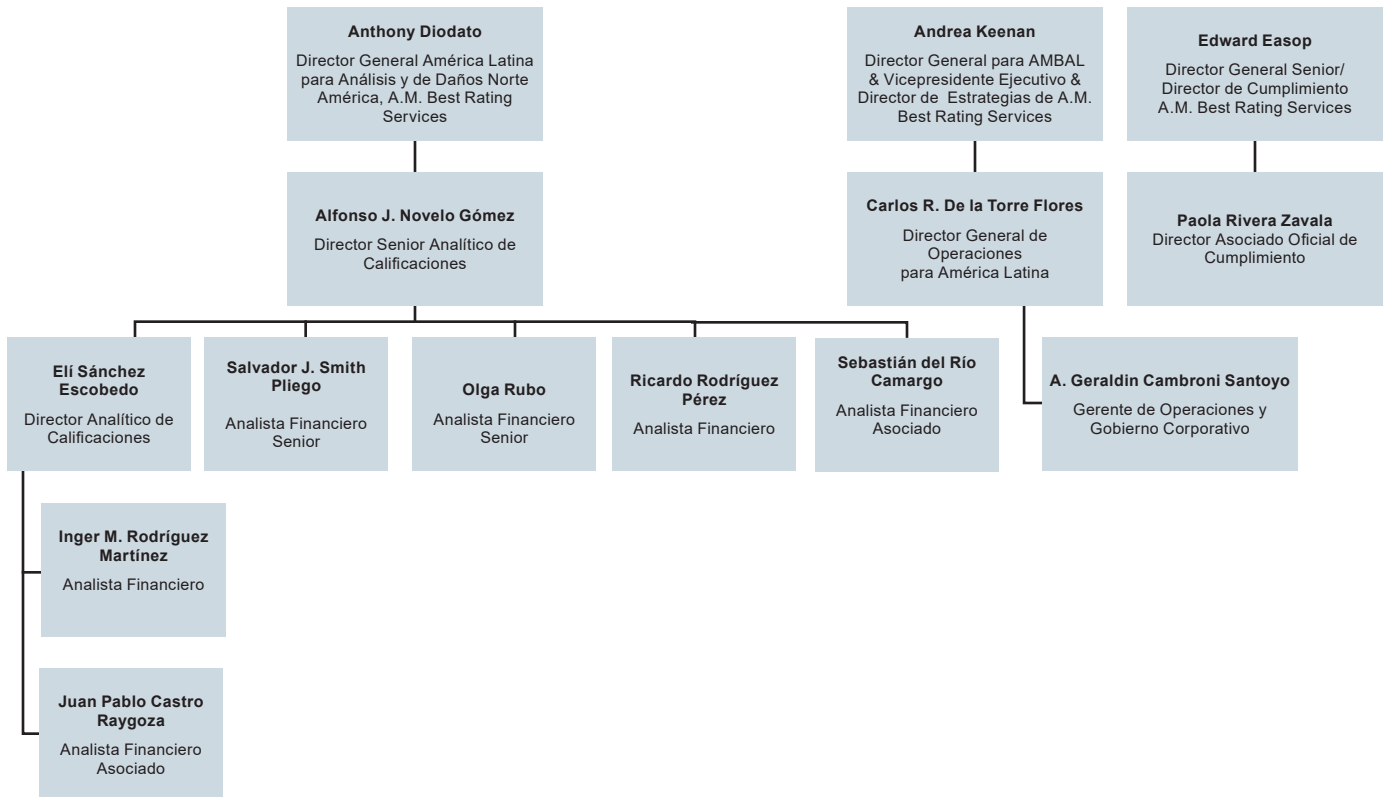 Anthony Diodato
Director General América Latina
para Análisis y de Daños Norte
América, A.M. Best Rating
Services
Andrea Keenan
Director General para AMBAL
& Vicepresidente Ejecutivo &
Director de Estrategias de A.M.
Best Rating Services
Edward Easop
Director General Senior/
Director de Cumplimiento
A.M. Best Rating Services
Alfonso J. Novelo Gómez
Director Senior Analítico de
Calificaciones
Carlos R. De la Torre Flores
Director General de
Operaciones
para América Latina
Paola Rivera Zavala
Director Asociado Oficial de
Cumplimiento
Elí Sánchez
Escobedo
Director Analítico de
Calificaciones
Salvador J. Smith
Pliego
Analista Financiero
Senior
Olga Rubo
Analista Financiero
Senior
Ricardo Rodríguez
Pérez
Analista Financiero
Sebastián del Río
Camargo
Analista Financiero
Asociado
A. Geraldin Cambroni Santoyo
Gerente de Operaciones y
Gobierno Corporativo
Inger M. Rodríguez
Martínez
Analista Financiero
Juan Pablo Castro
Raygoza
Analista Financiero
Asociado